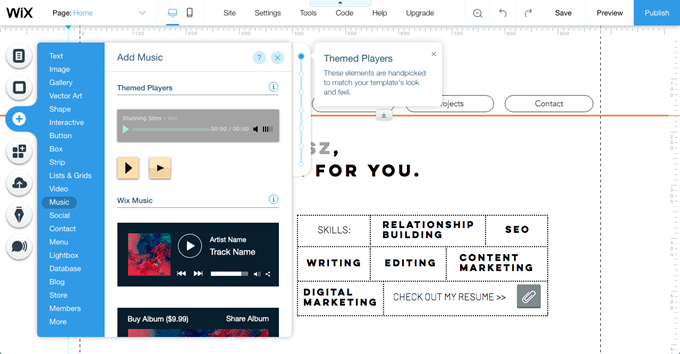 WiX
Page: Home
Site
Settings
Tools
Code
Help
Upgrade
Save
Preview
Publish
Text
Image
Gallery
Vector Art
Shape
Interactive
Button
Box
Strip
Lists & Grids
Video
Music
Social
Contact
Menu
Lightbox
Database
Blog
Store
Members
More
Add Music
?
Themed Players
Stunning Sites - Wix
00:00 / 00:00
Wix Music
Artist Name
Track Name
Buy Album ($9.99)
Share Album
Themed Players
These elements are handpicked
to match your template's look
and feel.
Projects
Contact
sz,
FOR YOU.
SKILLS:
RELATIONSHIP
BUILDING
SEO
WRITING
EDITING
CONTENT
MARKETING
DIGITAL
MARKETING
CHECK OUT MY RESUME >>